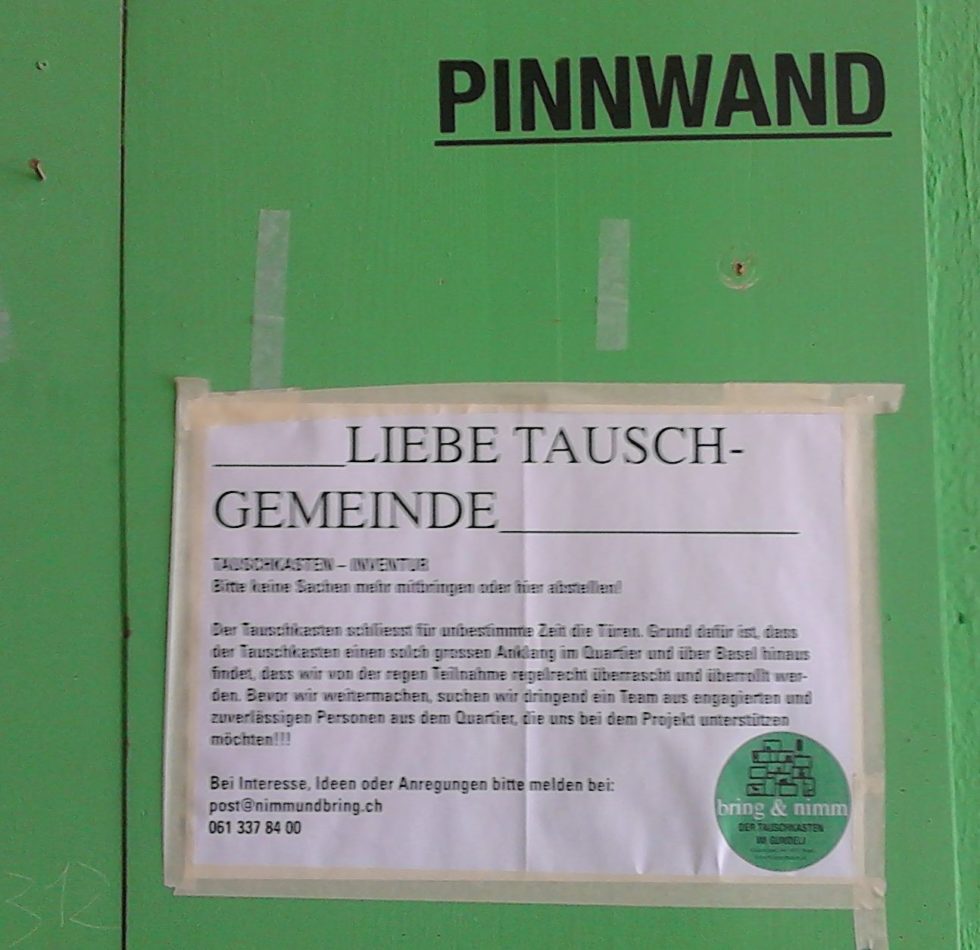 PINNWAND
_____LIEBE TAUSCH-
GEMEINDE____________
TAUSCHKASTEN – INVENTUR
Bitte keine Sachen mehr mitbringen oder hier abstellen!
Der Tauschkasten schliesst für unbestimmte Zeit die Türen. Grund dafür ist, dass
der Tauschkasten einen solch grossen Anklang im Quartier und über Basel hinaus
findet, dass wir von der regen Teilnahme regelrecht überrascht und überrollt wer-
den. Bevor wir weitermachen, suchen wir dringend ein Team aus engagierten und
zuverlässigen Personen aus dem Quartier, die uns bei dem Projekt unterstützen
möchten!!!
Bei Interesse, Ideen oder Anregungen bitte melden bei:
post@nimmundbring.ch
061 337 84 00
bring & nimm
DER TAUSCHKASTEN
IM GUNDELI
312